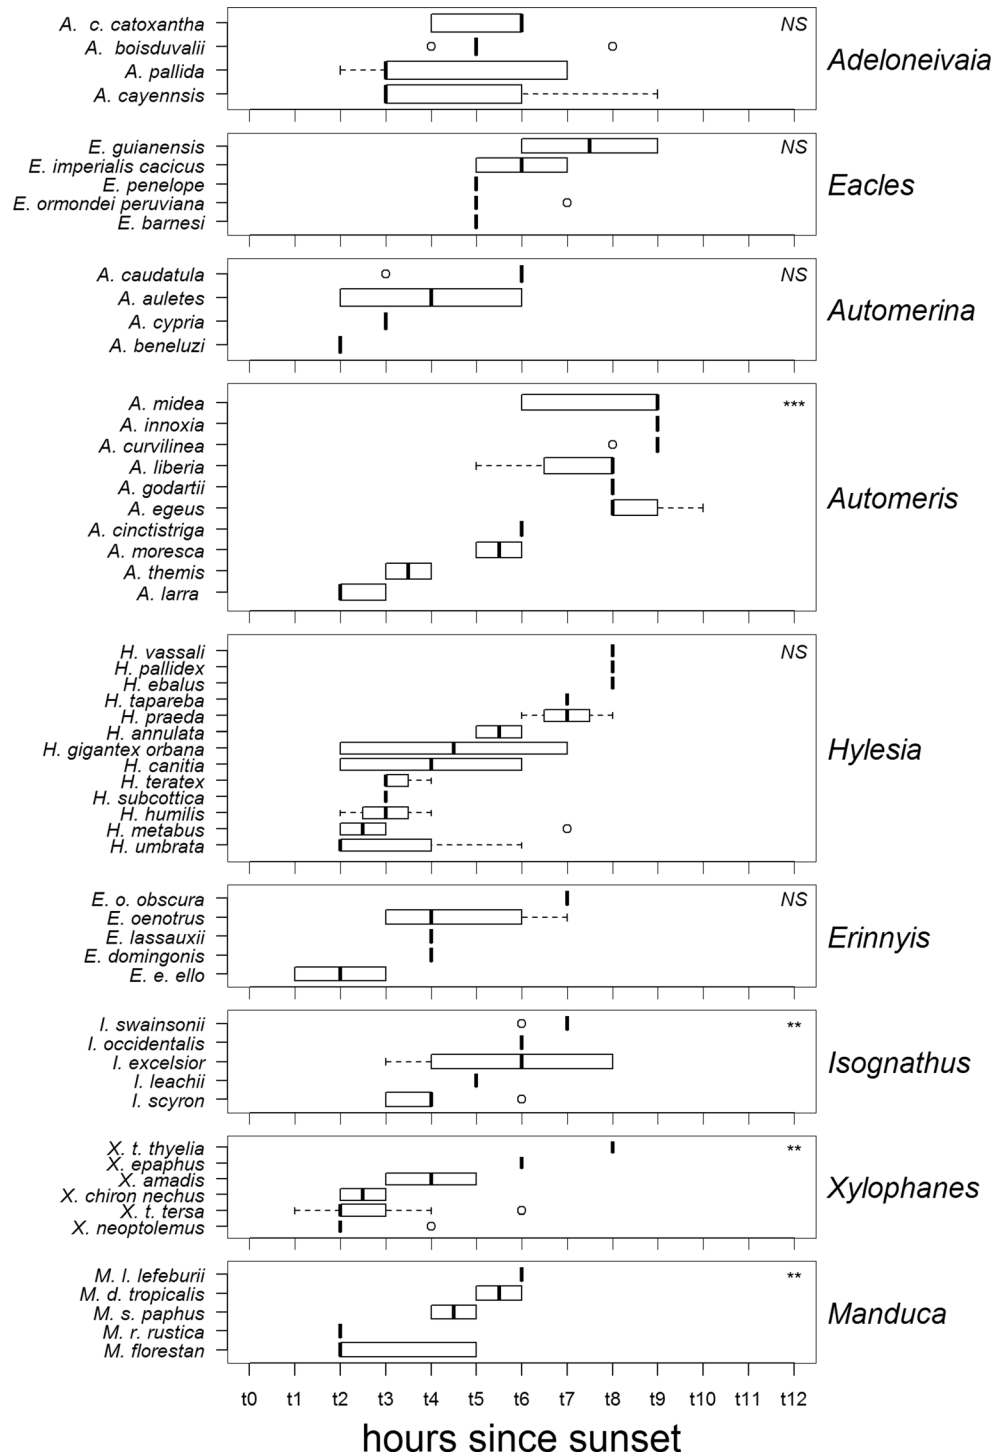 A. c. catoxantha
A. boisduvalii
A. pallida
A. cayennsis
NS
Adeloneivaia
E. guianensis
E. imperialis cacicus
E. penelope
E. ormondei peruviana
E. barnesi
NS
Eacles
A. caudatula
A. auletes
A. cypria
A. beneluzi
NS
Automerina
A. midea
A. innoxia
A. curvilinea
A. liberia
A. godartii
A. egeus
A. cinctistriga
A. moresca
A. themis
A. larra
***
Automeris
H. vassali
H. pallidex
H. ebalus
H. tapareba
H. praeda
H. annulata
H. gigantex orbana
H. canitia
H. teratex
H. subcottica
H. humilis
H. metabus
H. umbrata
NS
Hylesia
E. o. obscura
E. oenotrus
E. lassauxii
E. domingonis
E. e. ello
NS
Erinnyis
I. swainsonii
I. occidentalis
I. excelsior
I. leachii
I. scyron
**
Isognathus
X. t. thyelia
X. epaphus
X. amadis
X. chiron nechus
X. t. tersa
X. neoptolemus
**
Xylophanes
M. l. lefeburii
M. d. tropicalis
M. s. paphus
M. r. rustica
M. florestan
**
Manduca
t0 t1 t2 t3 t4 t5 t6 t7 t8 t9 t10 t11 t12
hours since sunset